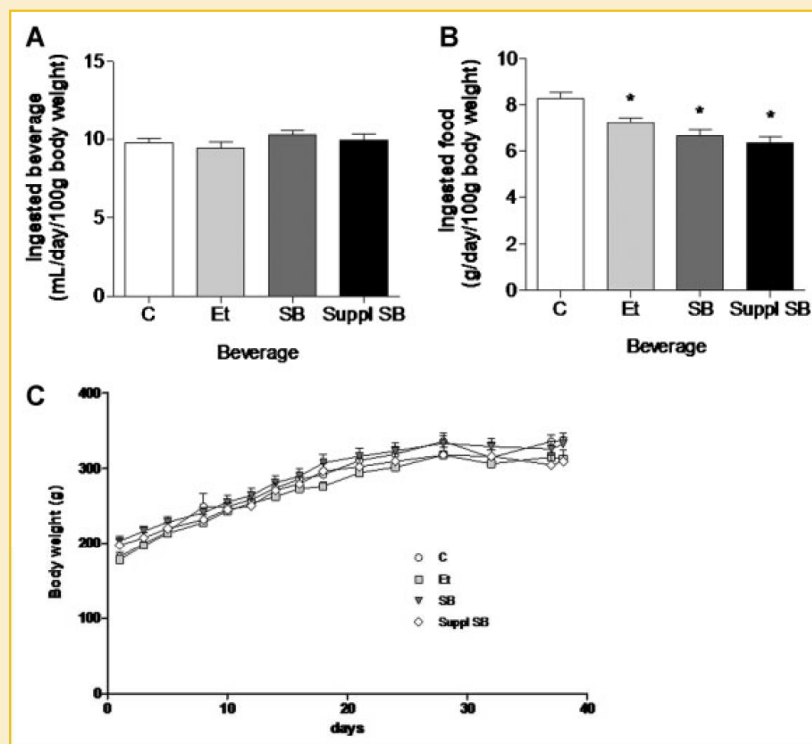 A
Ingested beverage
(mL/day/100g body weight)
15
10
5
0
C Et SB Suppl SB
Beverage
B
Ingested food
(g/day/100g body weight)
10
8
6
4
2
0
* * *
C Et SB Suppl SB
Beverage
C
Body weight (g)
400
300
200
100
0
0 10 20 30 40
days
C
Et
SB
Suppl SB